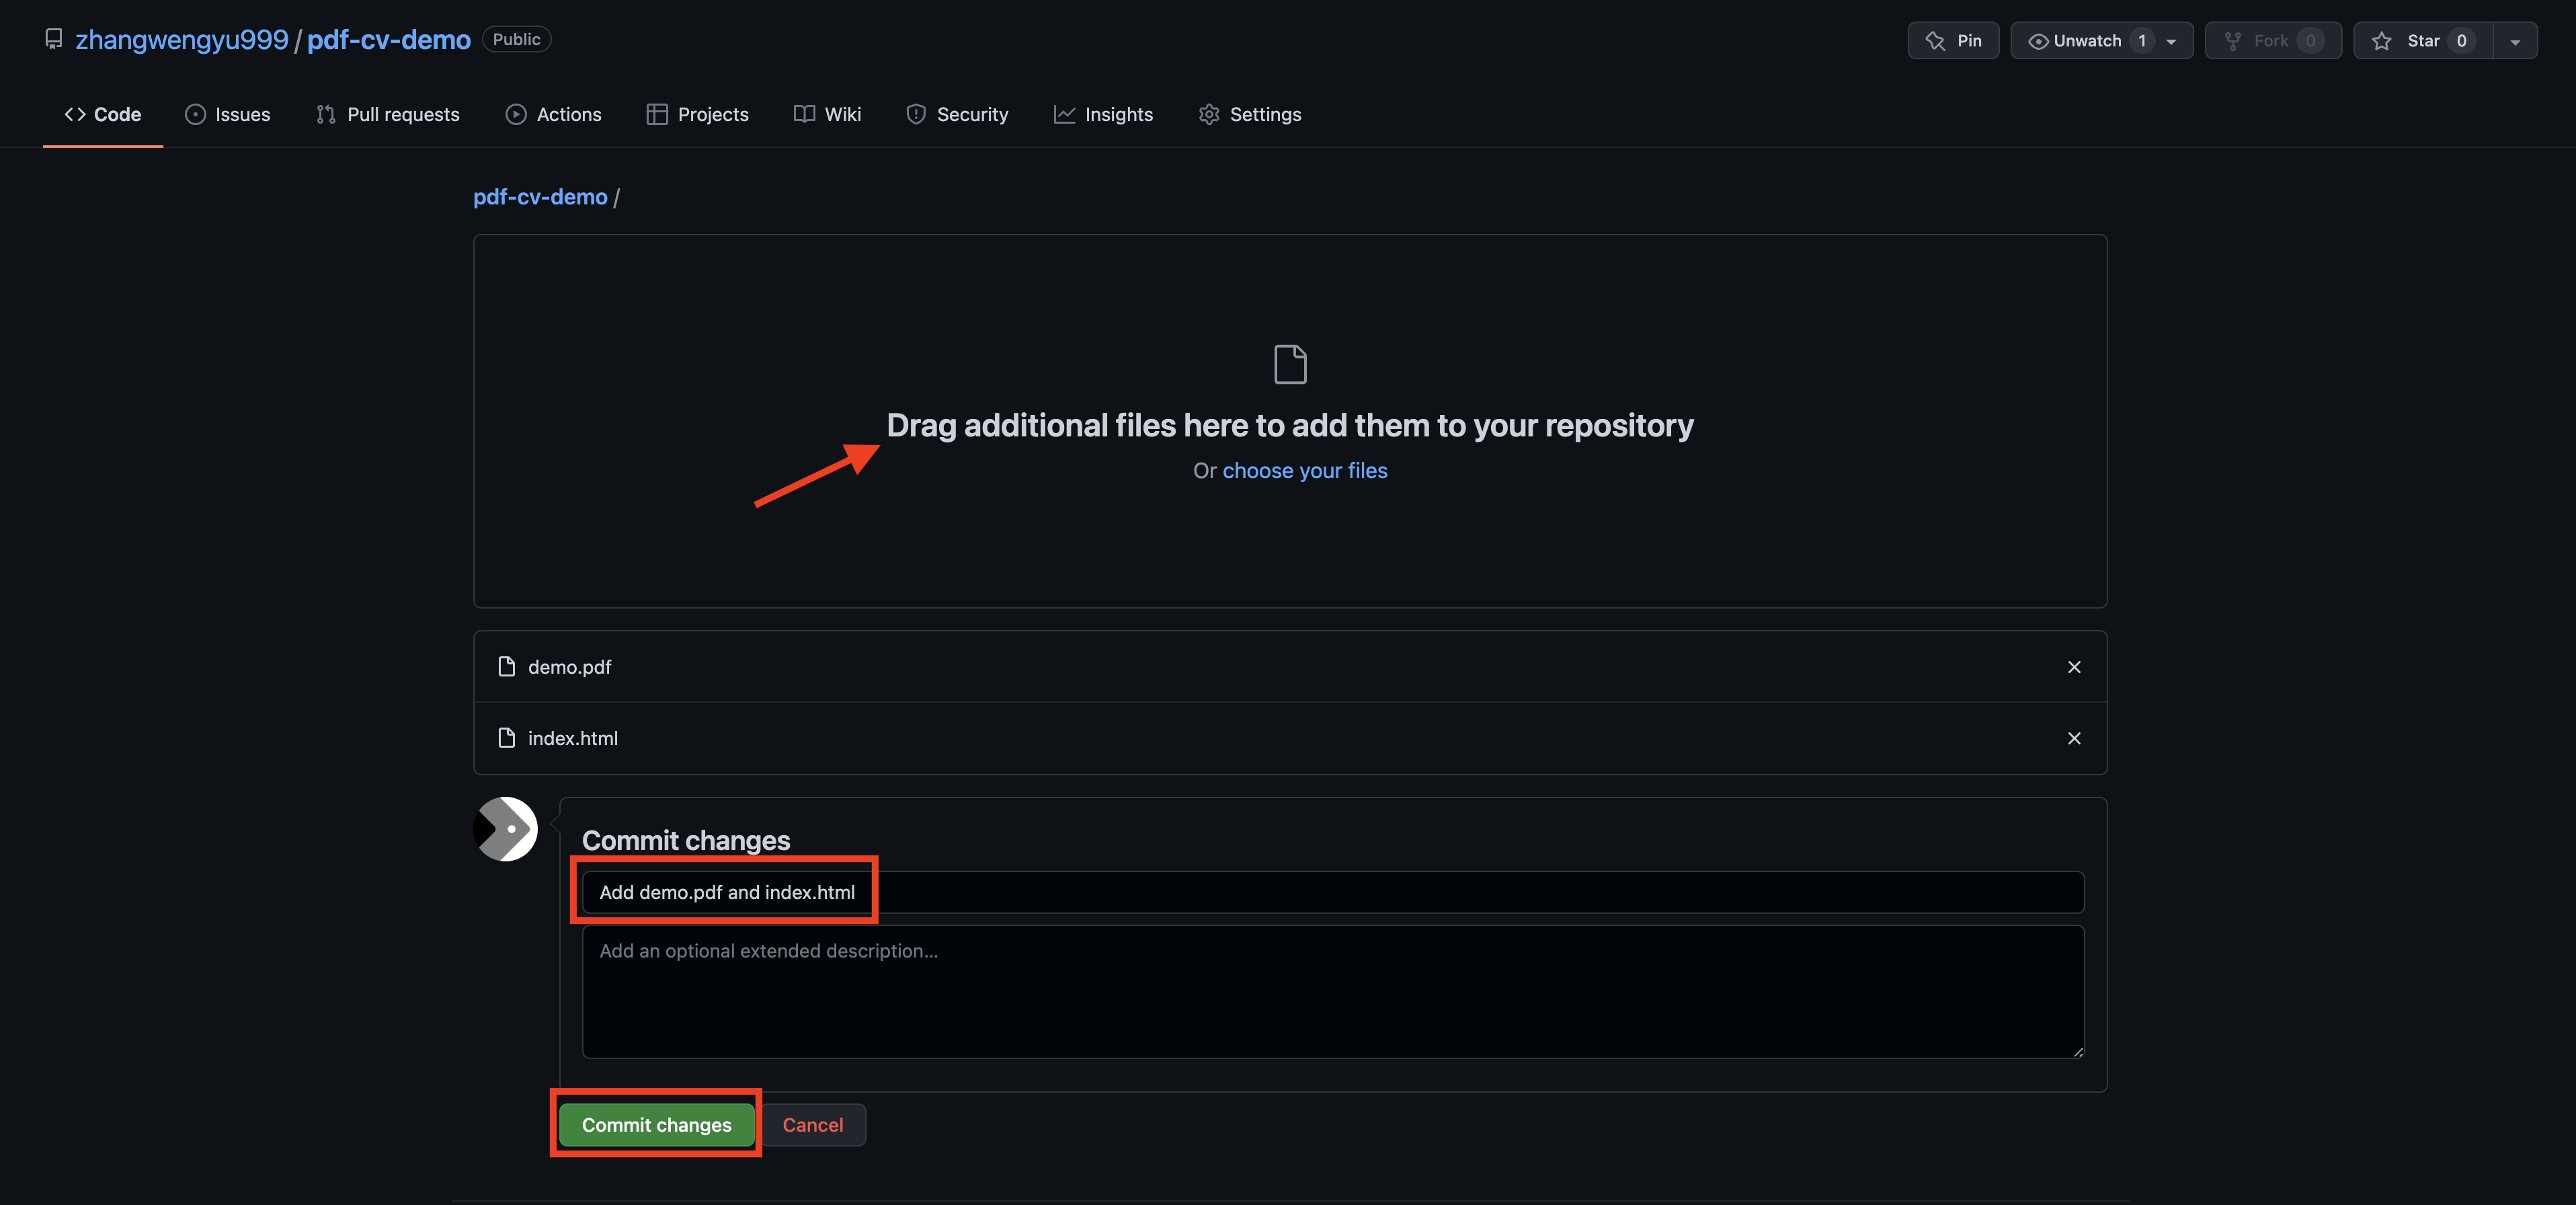 zhangwengyu999 / pdf-cv-demo Public
Pin Unwatch 1 Fork 0 Star 0
Code Issues Pull requests Actions Projects Wiki Security Insights Settings
pdf-cv-demo /
Drag additional files here to add them to your repository
Or choose your files
demo.pdf
index.html
Commit changes
Add demo.pdf and index.html
Add an optional extended description...
Commit changes Cancel